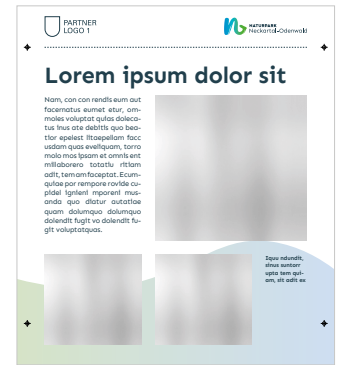 PARTNER
LOGO 1
NATURPARK
Neckartal-Odenwald
Lorem ipsum dolor sit
Nam, con con rendis eum aut
facernatus eumet etur, om-
moles voluptat quias doleca-
tus inus ate debitis quo bea-
tior epelest litaepellam facc
usdam quas eveliquam, torro
molo mos ipsam et omnis ent
millaborero totatiu ritiam
adit, tem am faceptat. Ecum-
quiae por rempore rovide cu-
pidel igniení mporent mus-
anda quo diatur autatiae
quam dolumquo dolumquo
dolendit fugit vo dolendit fu-
git voluptatquas.
Iquu ndundit,
sinus suntorr
upta tem qui-
am, sit adit ex